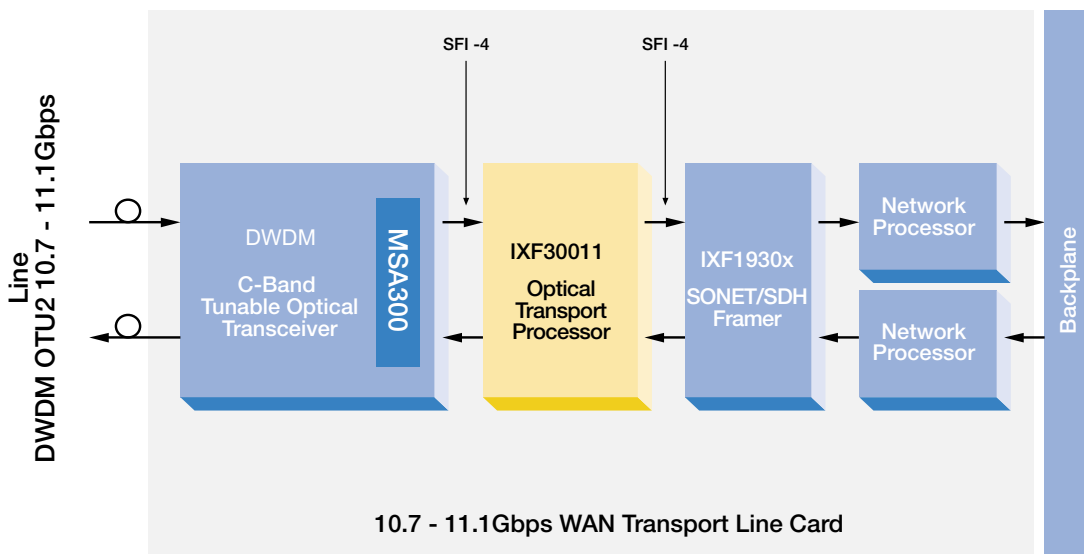 SFI -4
SFI -4
Line
DWDM OTU2 10.7 - 11.1Gbps
DWDM
C-Band
Tunable Optical
Transceiver
MSA300
IXF30011
Optical
Transport
Processor
IXF1930x
SONET/SDH
Framer
Network
Processor
Network
Processor
Backplane
10.7 - 11.1Gbps WAN Transport Line Card